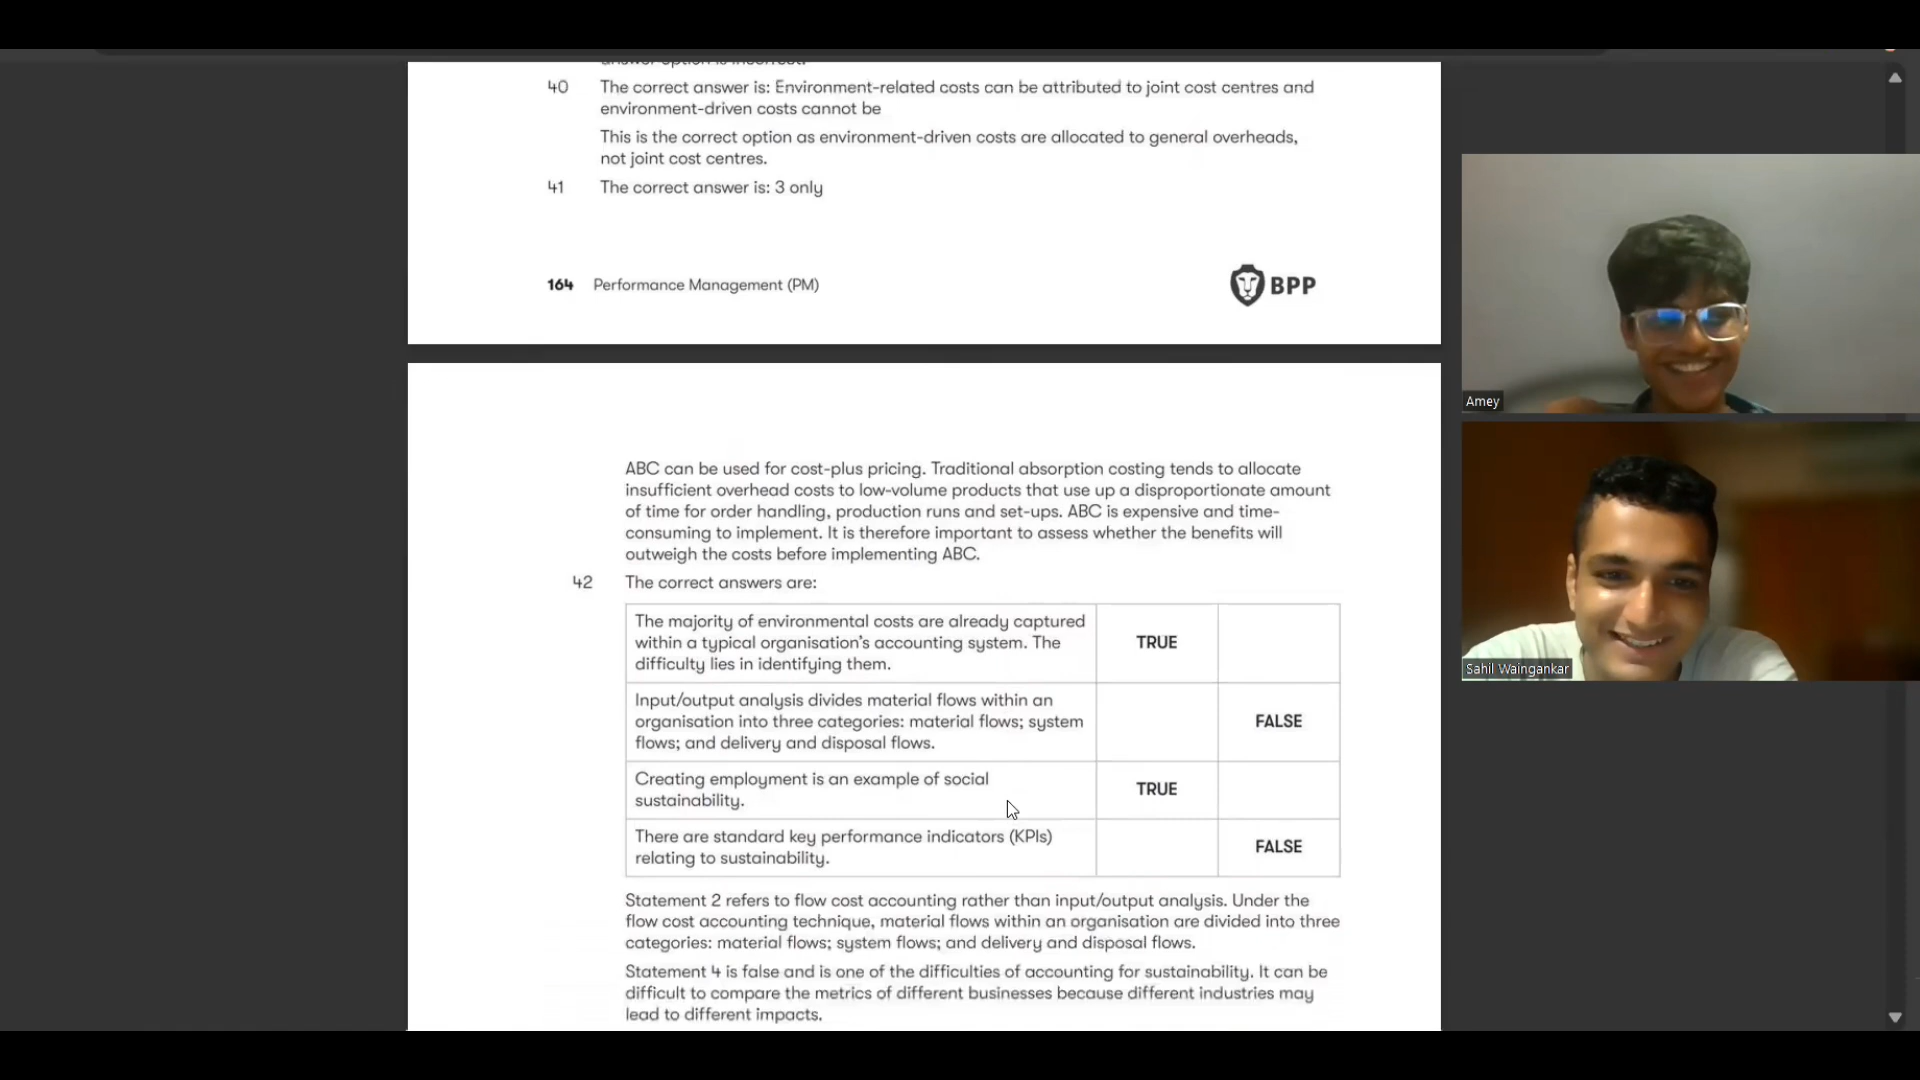 answer option is incorrect.
40 The correct answer is: Environment-related costs can be attributed to joint cost centres and
environment-driven costs cannot be
This is the correct option as environment-driven costs are allocated to general overheads,
not joint cost centres.
41 The correct answer is: 3 only
164 Performance Management (PM)
BPP
ABC can be used for cost-plus pricing. Traditional absorption costing tends to allocate
insufficient overhead costs to low-volume products that use up a disproportionate amount
of time for order handling, production runs and set-ups. ABC is expensive and time-
consuming to implement. It is therefore important to assess whether the benefits will
outweigh the costs before implementing ABC.
42 The correct answers are:
The majority of environmental costs are already captured
within a typical organisation's accounting system. The
difficulty lies in identifying them.
TRUE
Input/output analysis divides material flows within an
organisation into three categories: material flows; system
flows; and delivery and disposal flows.
FALSE
Creating employment is an example of social
sustainability.
TRUE
There are standard key performance indicators (KPIs)
relating to sustainability.
FALSE
Statement 2 refers to flow cost accounting rather than input/output analysis. Under the
flow cost accounting technique, material flows within an organisation are divided into three
categories: material flows; system flows; and delivery and disposal flows.
Statement 4 is false and is one of the difficulties of accounting for sustainability. It can be
difficult to compare the metrics of different businesses because different industries may
lead to different impacts.
Amey
Sahil Waingankar